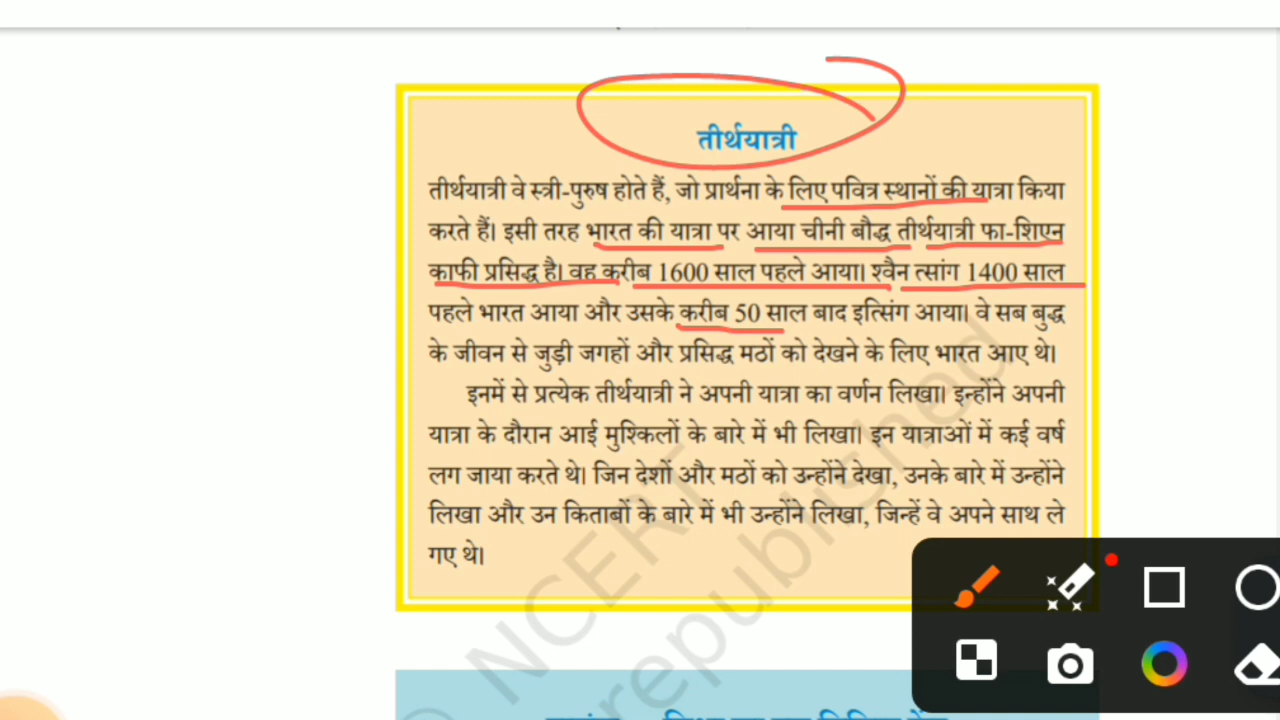 तीर्थयात्री
तीर्थयात्री वे स्त्री-पुरुष होते हैं, जो प्रार्थना के लिए पवित्र स्थानों की यात्रा किया
करते हैं। इसी तरह भारत की यात्रा पर आया चीनी बौद्ध तीर्थयात्री फा-शिएन
काफी प्रसिद्ध है। वह करीब 1600 साल पहले आया। श्वैन त्सांग 1400 साल
पहले भारत आया और उसके करीब 50 साल बाद इत्सिंग आया। वे सब बुद्ध
के जीवन से जुड़ी जगहों और प्रसिद्ध मठों को देखने के लिए भारत आए थे।
इनमें से प्रत्येक तीर्थयात्री ने अपनी यात्रा का वर्णन लिखा। इन्होंने अपनी
यात्रा के दौरान आई मुश्किलों के बारे में भी लिखा। इन यात्राओं में कई वर्ष
लग जाया करते थे। जिन देशों और मठों को उन्होंने देखा, उनके बारे में उन्होंने
लिखा और उन किताबों के बारे में भी उन्होंने लिखा, जिन्हें वे अपने साथ ले
गए थे।
© NCERT
republished